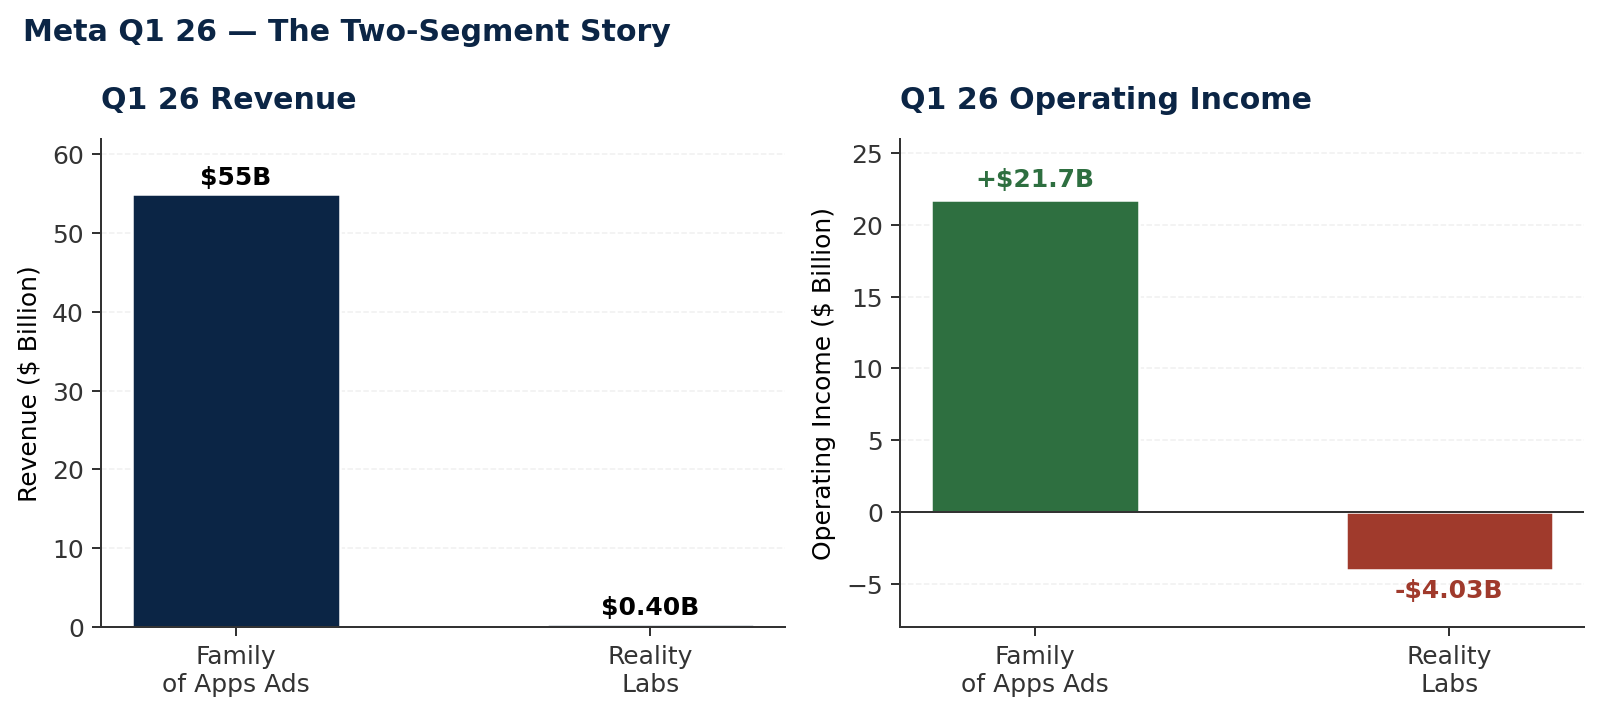 Meta Q1 26 — The Two-Segment Story
Q1 26 Revenue
Revenue ($ Billion)
60
50
40
30
20
10
0
$55B
$0.40B
Family
of Apps Ads
Reality
Labs
Q1 26 Operating Income
Operating Income ($ Billion)
25
20
15
10
5
0
−5
+$21.7B
-$4.03B
Family
of Apps Ads
Reality
Labs